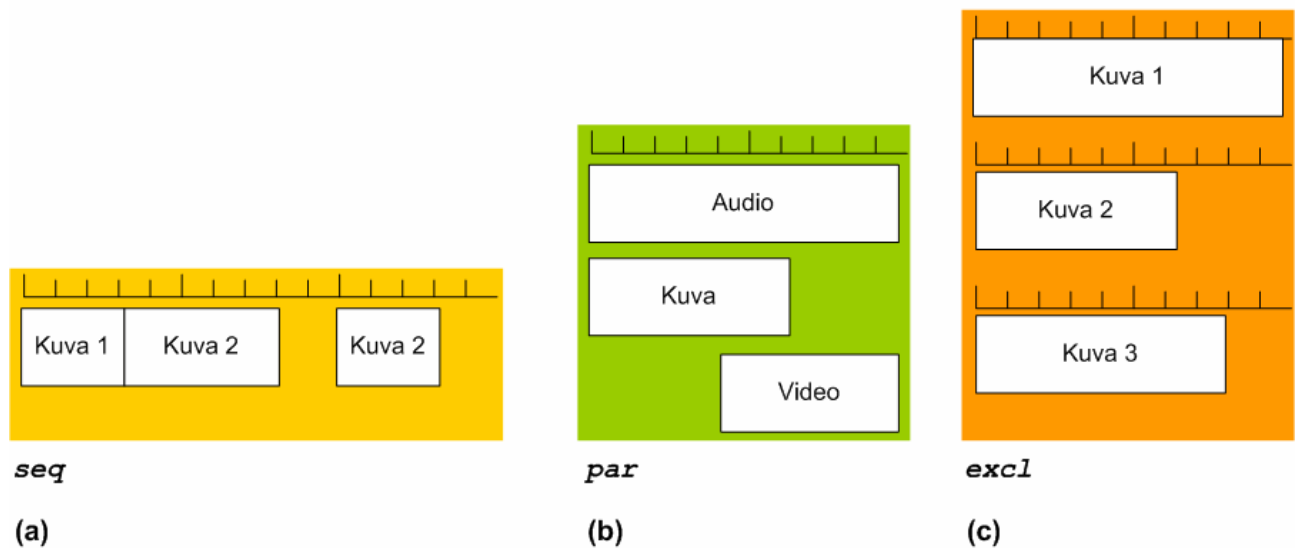 Kuva 1
Kuva 2
Kuva 2
seq
(a)
Audio
Kuva
Video
par
(b)
Kuva 1
Kuva 2
Kuva 3
excl
(c)